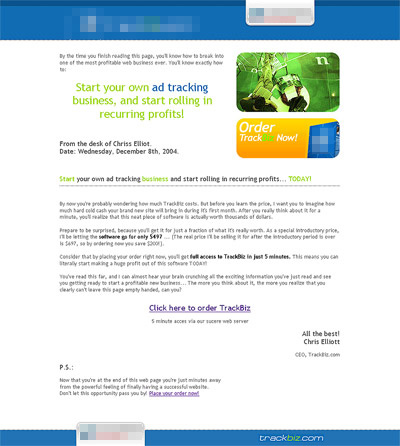 By the time you finish reading this page, you'll know how to break into
one of the most profitable web business ever. You'll know exactly how
to:
Start your own ad tracking
business, and start rolling in
recurring profits!
Order
TrackBiz Now!
From the desk of Chriss Elliot.
Date: Wednesday, December 8th, 2004.
Start your own ad tracking business and start rolling in recurring profits... TODAY!
By now you're probably wondering how much TrackBiz costs. But before you learn the price, I want you to imagine how
much hard cold cash your brand new site will bring in during it's first month. After you really think about it for a
minute, you'll realize that this neat piece of software is actually worth thousands of dollars.
Prepare to be surprised, because you'll get it for just a fraction of what it's really worth. As a special introductory price,
I'll be letting the software go for only $497 ... (The real price I'll be selling it for after the introductory period is over
is $697, so by ordering now you save $200!).
Consider that by placing your order right now, you'll get full access to TrackBiz in just 5 minutes. This means you can
literally start making a huge profit out of this software TODAY!
You've read this far, and I can almost hear your brain crunching all the exciting information you've just read and see
you getting ready to start a profitable new business... The more you think about it, the more you realize that you
clearly can't leave this page empty handed, can you?
Click here to order TrackBiz
5 minute acces via our sucere web server
All the best!
Chris Elliott
CEO, TrackBiz.com
P.S.:
Now that you're at the end of this web page you're just minutes away
from the powerful feeling of finally having a successful website.
Don't let this opportunity pass you by! Place your order now!
trackbiz.com